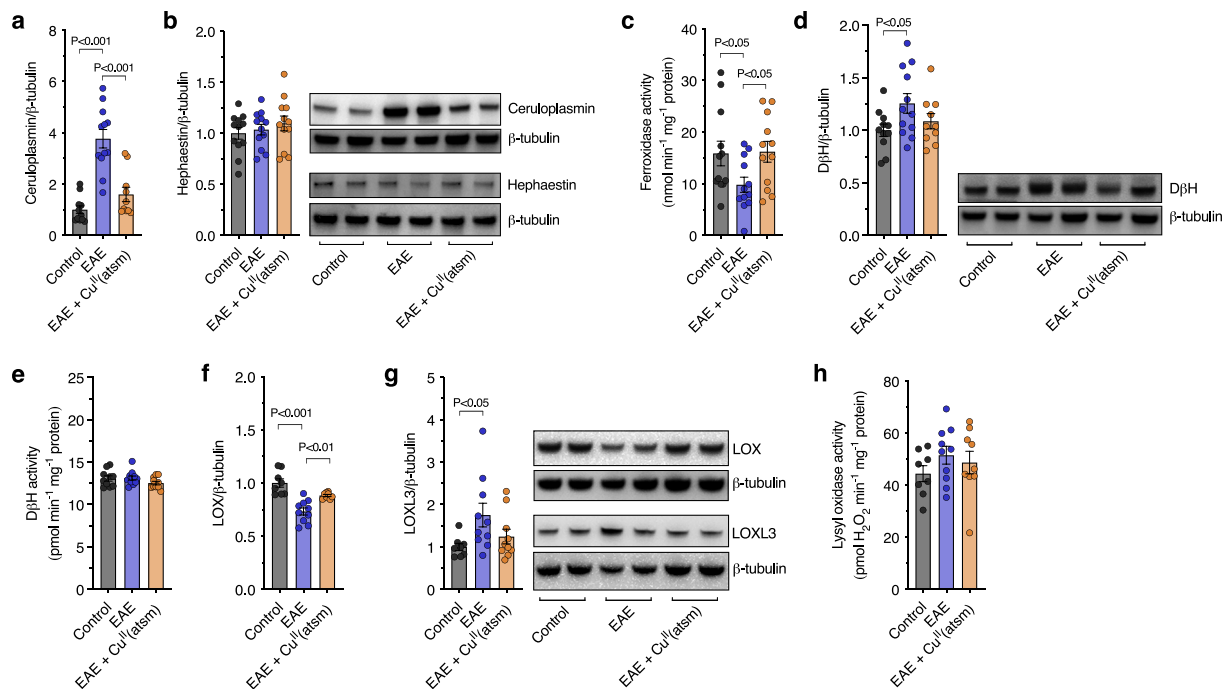 a
Ceruloplasmin/β-tubulin
8
6
4
2
0
P<0.001
P<0.001
Control
EAE
EAE + Cuᴵᴵ(atsm)
b
Hephaestin/β-tubulin
2.0
1.5
1.0
0.5
0.0
Control
EAE
EAE + Cuᴵᴵ(atsm)
Ceruloplasmin
β-tubulin
Hephaestin
β-tubulin
Control
EAE
EAE + Cuᴵᴵ(atsm)
c
Ferroxidase activity
(nmol min⁻¹ mg⁻¹ protein)
40
30
20
10
0
P<0.05
P<0.05
Control
EAE
EAE + Cuᴵᴵ(atsm)
d
DβH/β-tubulin
2.0
1.5
1.0
0.5
0.0
P<0.05
Control
EAE
EAE + Cuᴵᴵ(atsm)
DβH
β-tubulin
Control
EAE
EAE + Cuᴵᴵ(atsm)
e
DβH activity
(pmol min⁻¹ mg⁻¹ protein)
25
20
15
10
5
0
Control
EAE
EAE + Cuᴵᴵ(atsm)
f
LOX/β-tubulin
2.0
1.5
1.0
0.5
0.0
P<0.001
P<0.01
Control
EAE
EAE + Cuᴵᴵ(atsm)
g
LOXL3/β-tubulin
5
4
3
2
1
0
P<0.05
Control
EAE
EAE + Cuᴵᴵ(atsm)
LOX
β-tubulin
LOXL3
β-tubulin
Control
EAE
EAE + Cuᴵᴵ(atsm)
h
Lysyl oxidase activity
(pmol H₂O₂ min⁻¹ mg⁻¹ protein)
80
60
40
20
0
Control
EAE
EAE + Cuᴵᴵ(atsm)